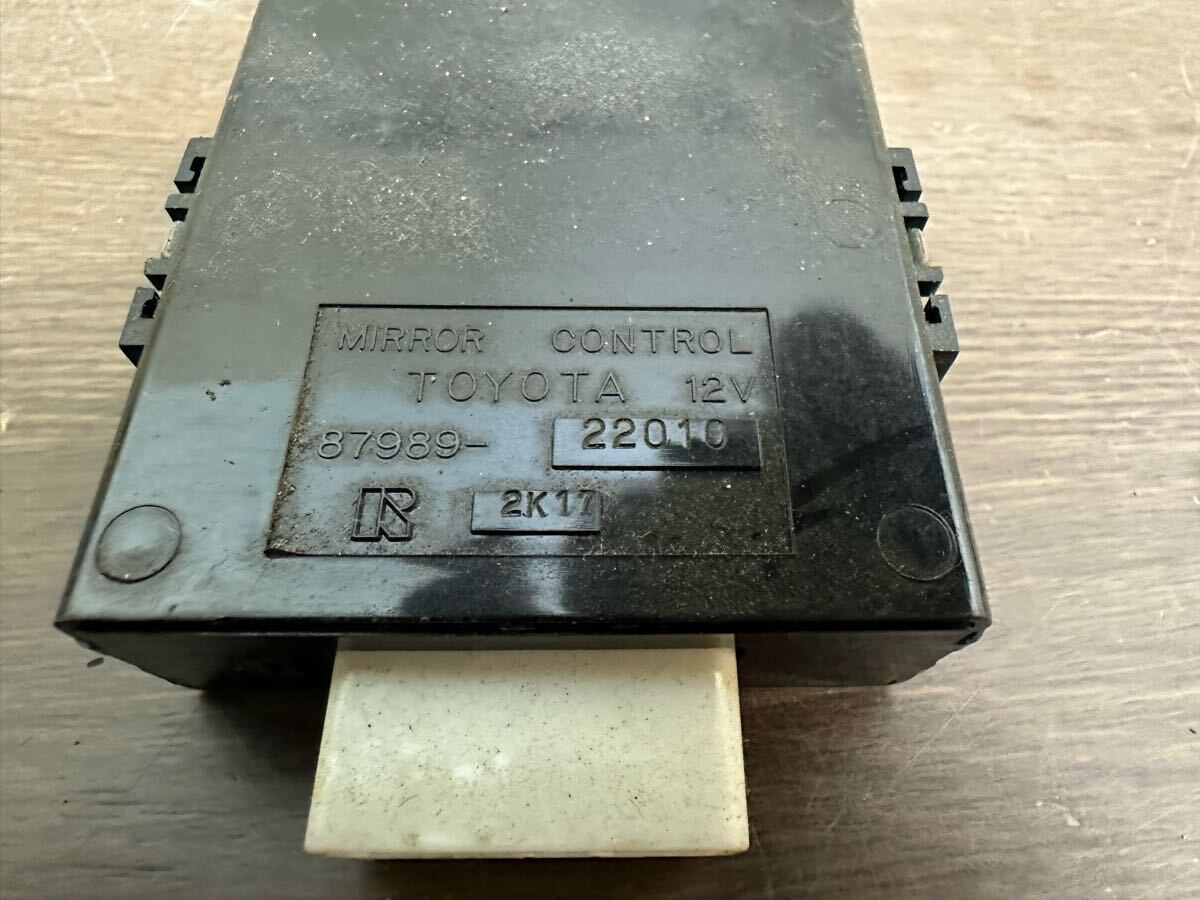 MIRROR CONTROL
TOYOTA 12V
87989- 22010
R 2K17